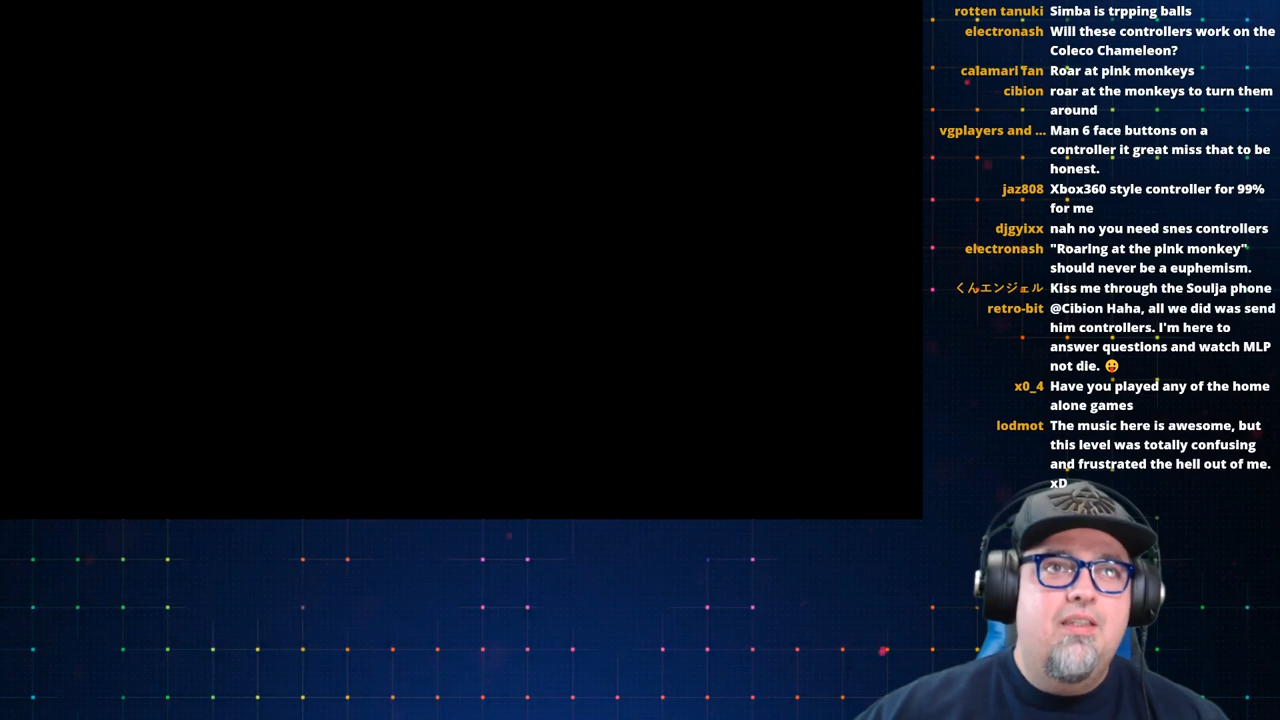 rotten tanuki Simba is trpping balls
electronash Will these controllers work on the
Coleco Chameleon?
calamari fan Roar at pink monkeys
cibion roar at the monkeys to turn them
around
vgplayers and ... Man 6 face buttons on a
controller it great miss that to be
honest.
jaz808 Xbox360 style controller for 99%
for me
djgyixx nah no you need snes controllers
electronash "Roaring at the pink monkey"
should never be a euphemism.
くんエンジェル Kiss me through the Soulja phone
retro-bit @Cibion Haha, all we did was send
him controllers. I'm here to
answer questions and watch MLP
not die. 😛
x0_4 Have you played any of the home
alone games
lodmot The music here is awesome, but
this level was totally confusing
and frustrated the hell out of me.
xD